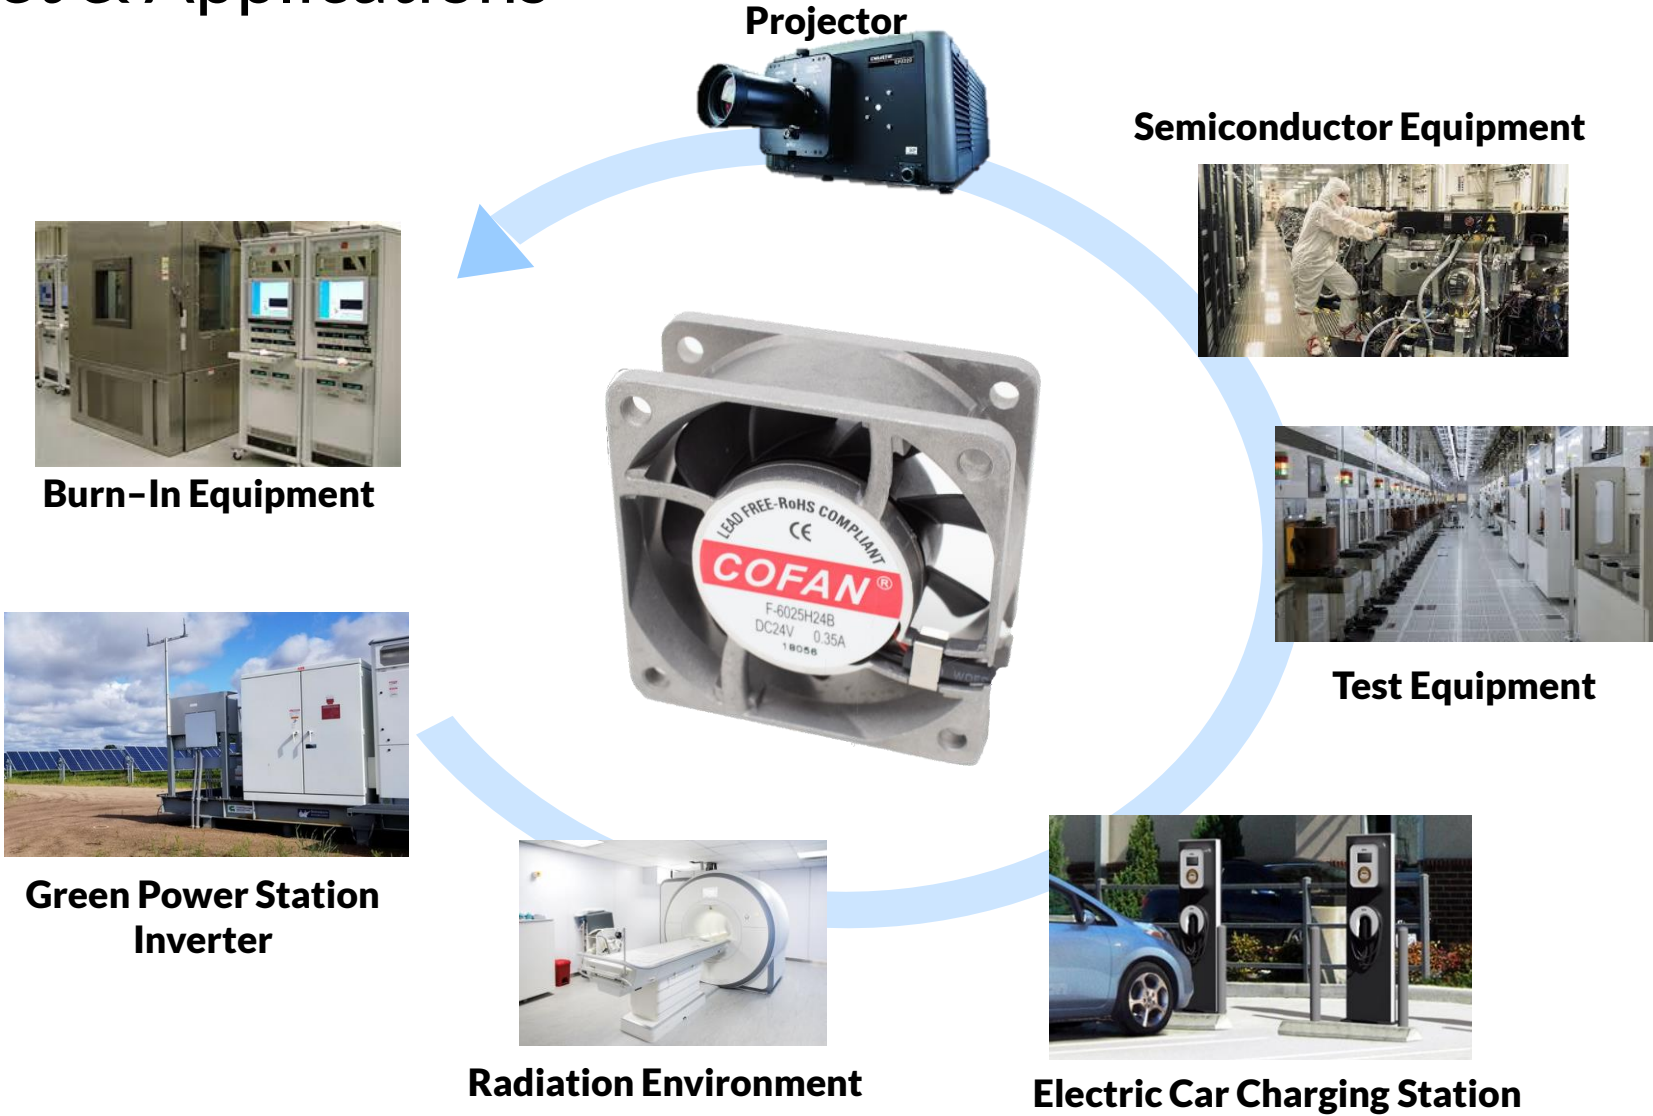 & Applications
Projector
Semiconductor Equipment
Burn-In Equipment
LEAD FREE-RoHS COMPLIANT
CE
COFAN®
F-6025H24B
DC24V 0.35A
18056
Test Equipment
Green Power Station
Inverter
Radiation Environment
Electric Car Charging Station